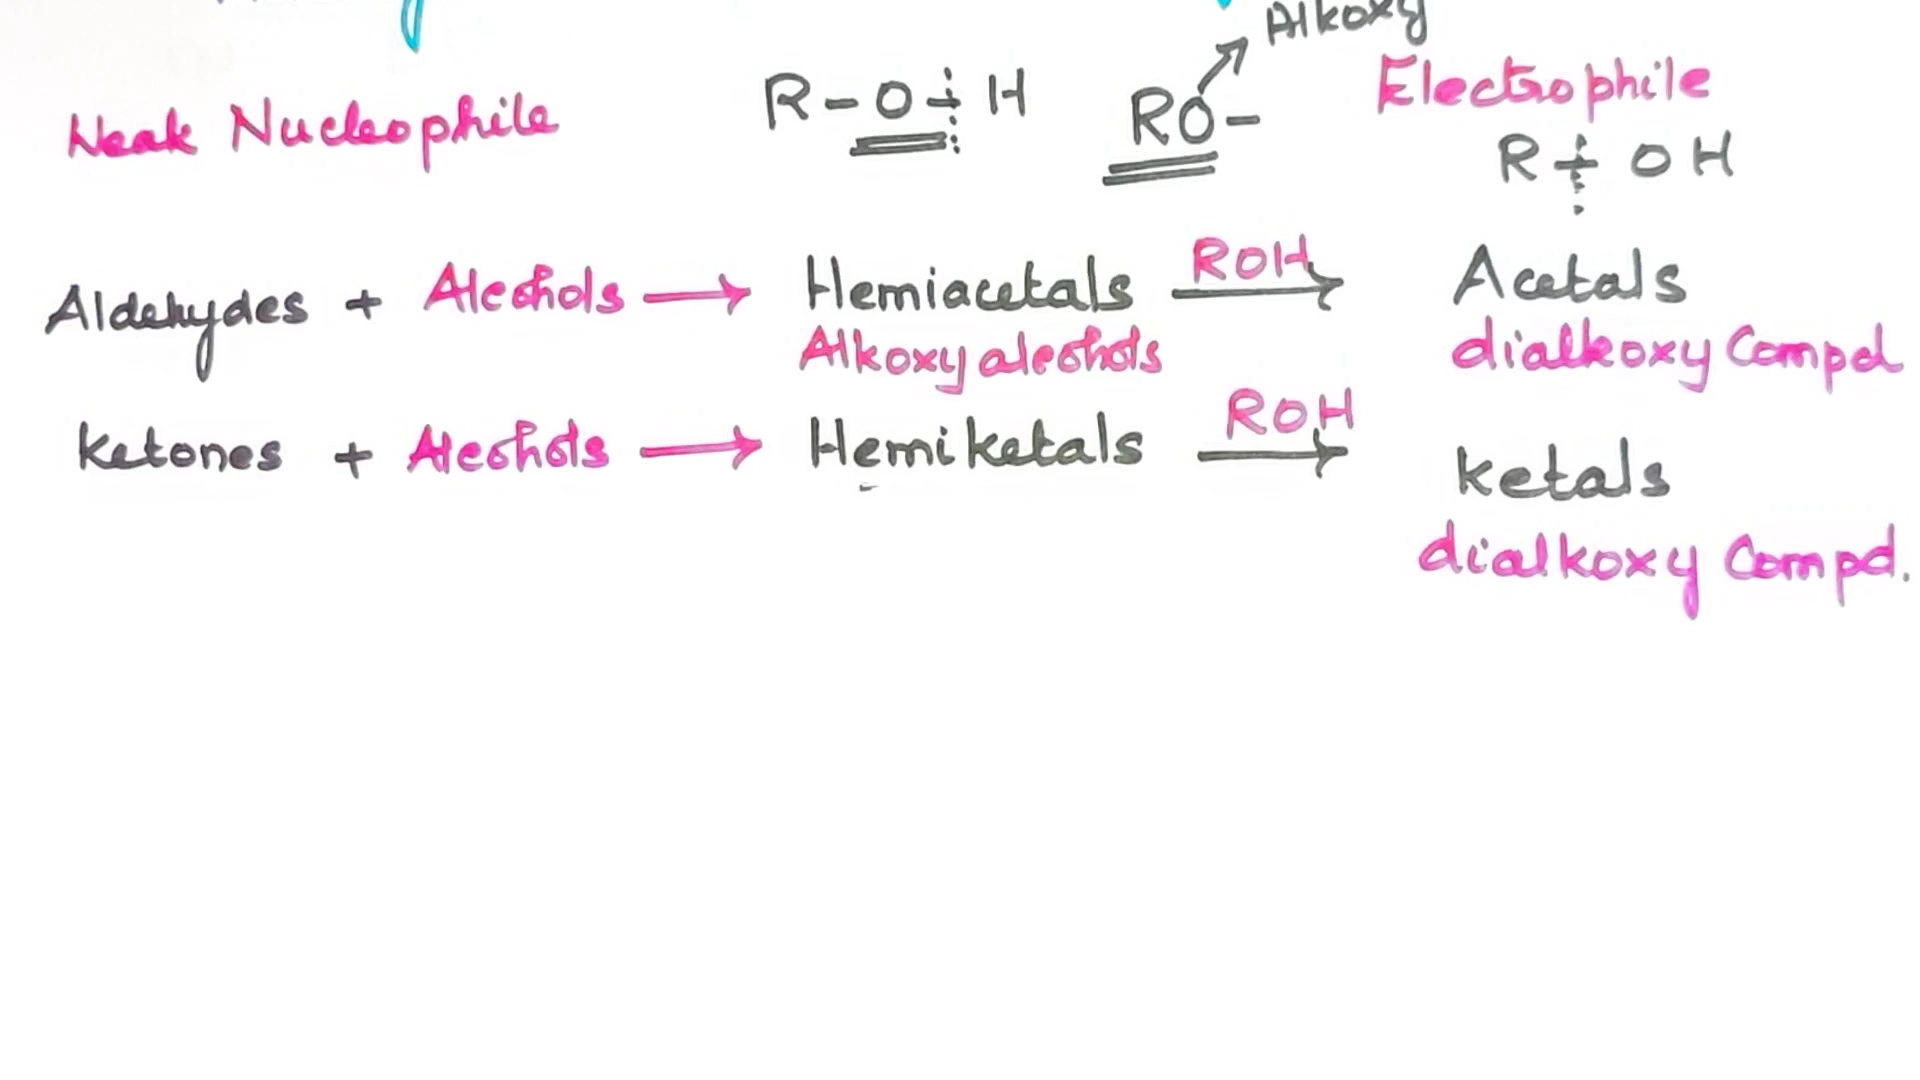 Alkoxy
Weak Nucleophile R-O-H RO- Electrophile
R-OH
Aldehydes + Alcohols → Hemiacetals ROH → Acetals
Alkoxy alcohols dialkoxy Compd
Ketones + Alcohols → Hemiketals ROH → Ketals
dialkoxy Compd.